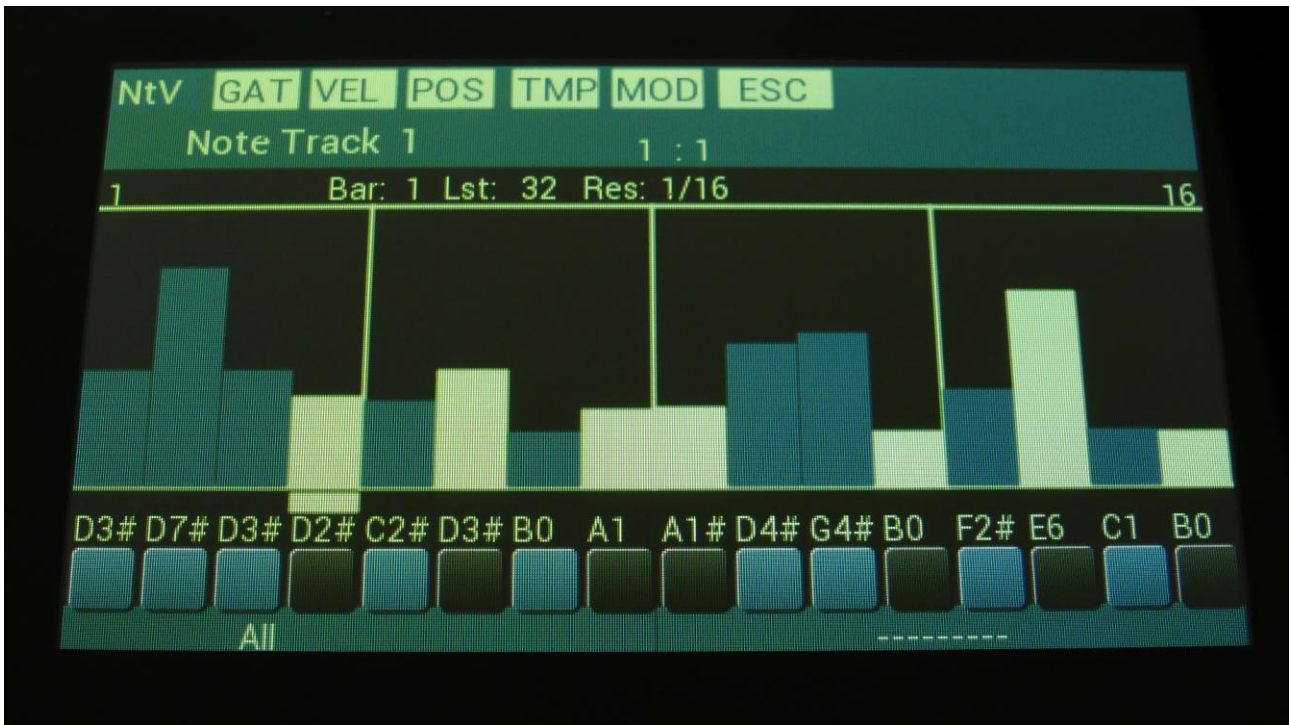 NtV GAT VEL POS TMP MOD ESC
Note Track 1 1 : 1
1 Bar: 1 Lst: 32 Res: 1/16 16
D3# D7# D3# D2# C2# D3# B0 A1 A1# D4# G4# B0 F2# E6 C1 B0
All ---------